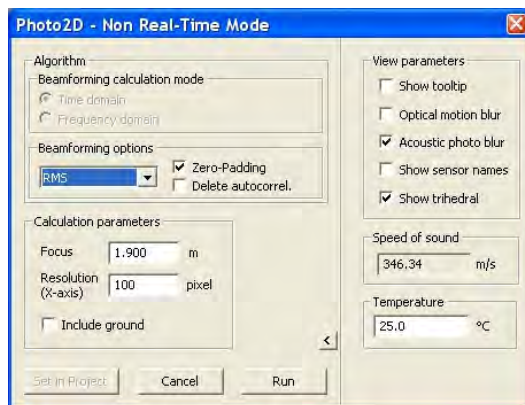 Photo2D - Non Real-Time Mode
Algorithm
Beamforming calculation mode
Time domain
Frequency domain
Beamforming options
RMS
Zero-Padding
Delete autocorrel.
Calculation parameters
Focus 1.900 m
Resolution (X-axis) 100 pixel
Include ground
<
Set in Project Cancel Run
View parameters
Show tooltip
Optical motion blur
Acoustic photo blur
Show sensor names
Show trihedral
Speed of sound
346.34 m/s
Temperature
25.0 °C